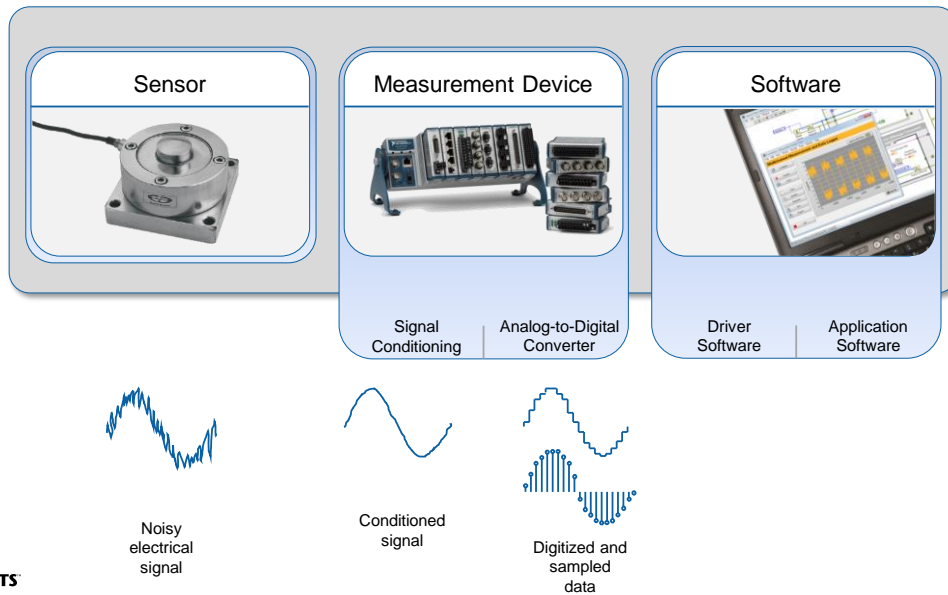 Sensor
Measurement Device
Software
Signal
Conditioning
Analog-to-Digital
Converter
Driver
Software
Application
Software
Noisy
electrical
signal
Conditioned
signal
Digitized and
sampled
data
TS